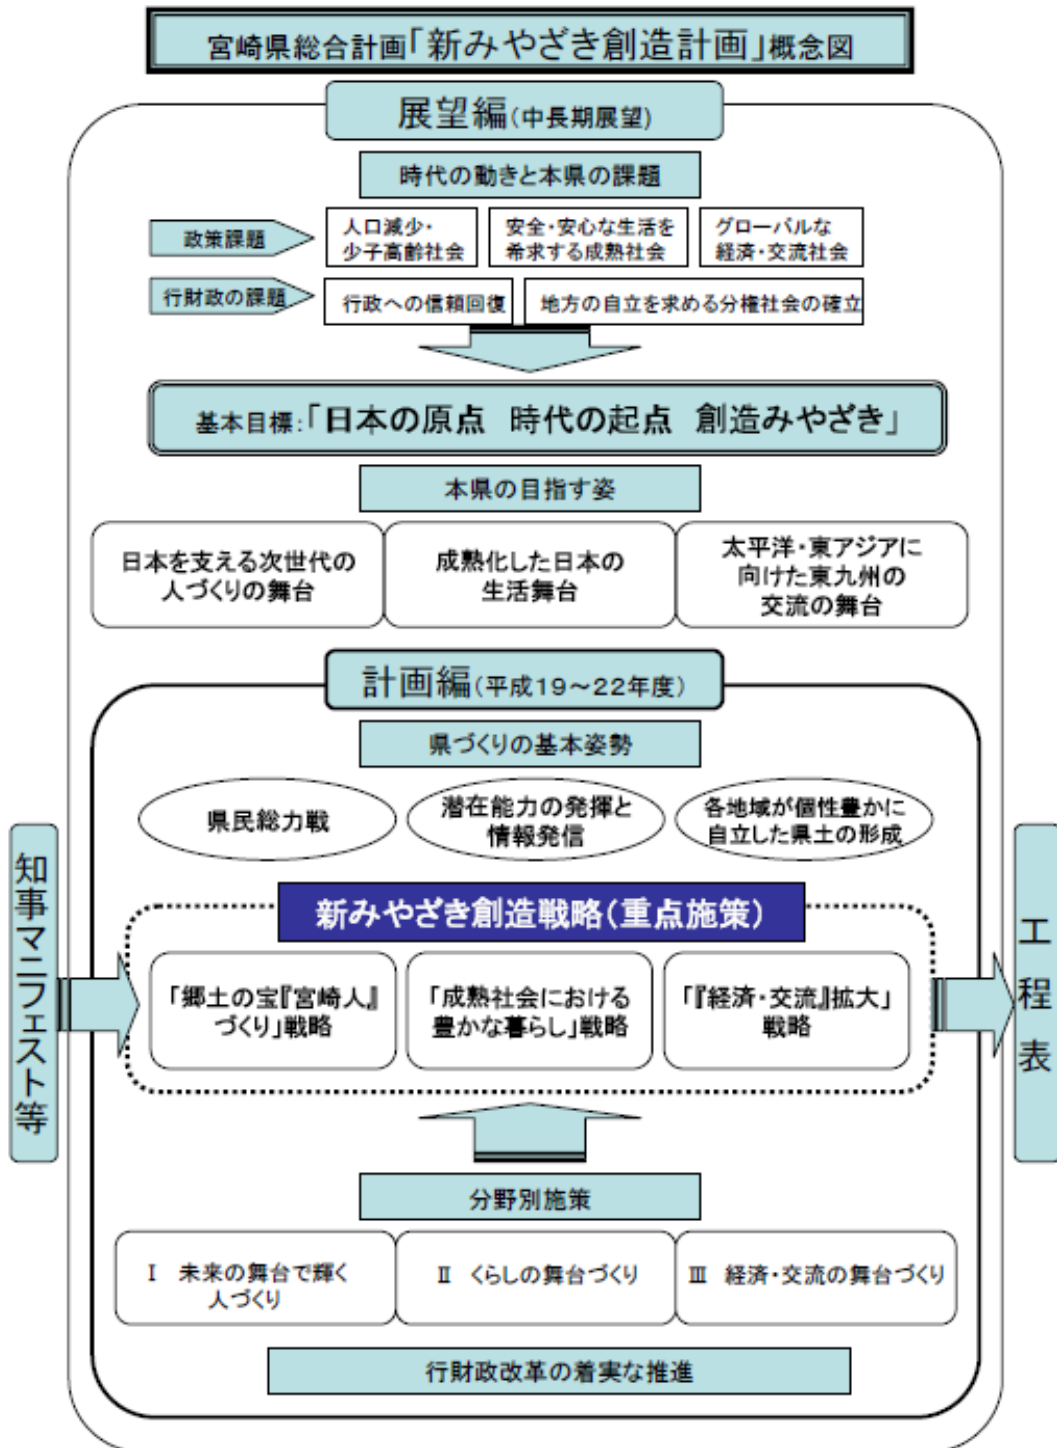 宮崎県総合計画「新みやざき創造計画」概念図
展望編(中長期展望)
時代の動きと本県の課題
政策課題
人口減少・
少子高齢社会
安全・安心な生活を
希求する成熟社会
グローバルな
経済・交流社会
行財政の課題
行政への信頼回復
地方の自立を求める分権社会の確立
基本目標:「日本の原点 時代の起点 創造みやざき」
本県の目指す姿
日本を支える次世代の
人づくりの舞台
成熟化した日本の
生活舞台
太平洋・東アジアに
向けた東九州の
交流の舞台
計画編(平成19~22年度)
県づくりの基本姿勢
県民総力戦
潜在能力の発揮と
情報発信
各地域が個性豊かに
自立した県土の形成
知事マニフェスト等
新みやざき創造戦略(重点施策)
「郷土の宝『宮崎人』
づくり」戦略
「成熟社会における
豊かな暮らし」戦略
「『経済・交流』拡大」
戦略
工程表
分野別施策
Ⅰ 未来の舞台で輝く
人づくり
Ⅱ くらしの舞台づくり
Ⅲ 経済・交流の舞台づくり
行財政改革の着実な推進